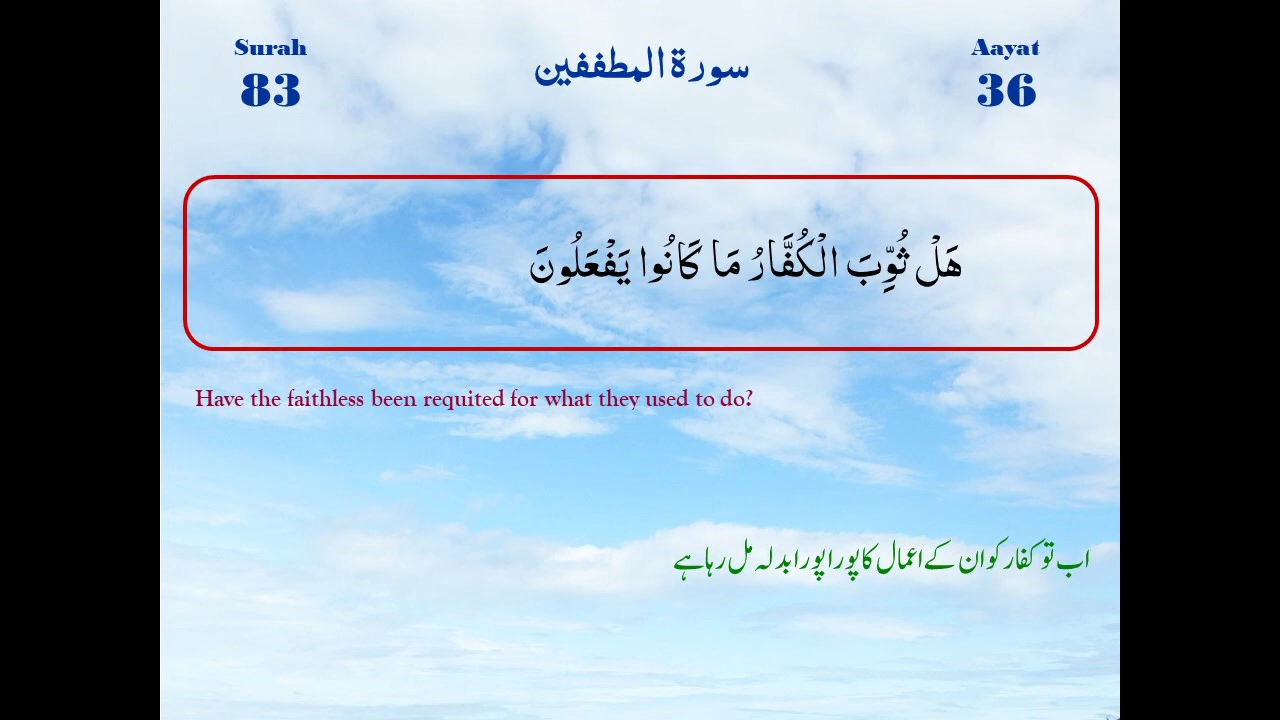 Surah
83
سورة المطففين
Aayat
36
هَلْ ثُوِّبَ الْكُفَّارُ مَا كَانُوا يَفْعَلُونَ
Have the faithless been requited for what they used to do?
اب تو کفار کو ان کے اعمال کا پورا پورا بدلہ مل رہا ہے